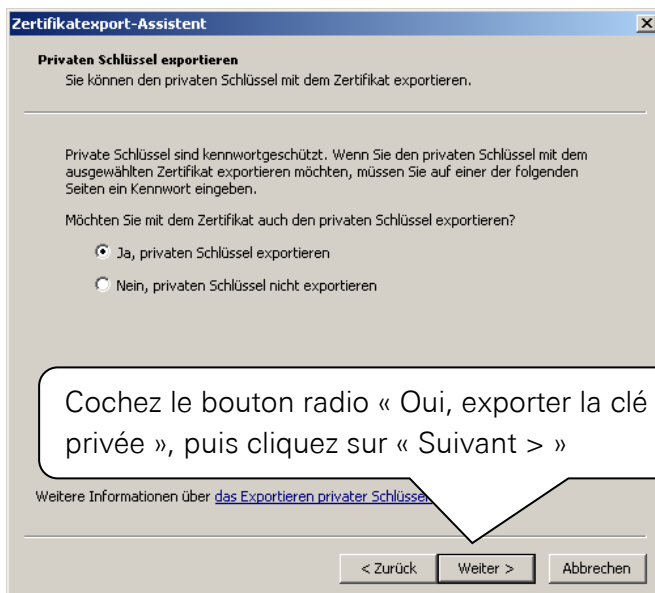 Zertifikatexport-Assistent
Privaten Schlüssel exportieren
Sie können den privaten Schlüssel mit dem Zertifikat exportieren.
Private Schlüssel sind kennwortgeschützt. Wenn Sie den privaten Schlüssel mit dem
ausgewählten Zertifikat exportieren möchten, müssen Sie auf einer der folgenden
Seiten ein Kennwort eingeben.
Möchten Sie mit dem Zertifikat auch den privaten Schlüssel exportieren?
Ja, privaten Schlüssel exportieren
Nein, privaten Schlüssel nicht exportieren
Cochez le bouton radio « Oui, exporter la clé
privée », puis cliquez sur « Suivant > »
Weitere Informationen über das Exportieren privater Schlüssel
< Zurück Weiter > Abbrechen